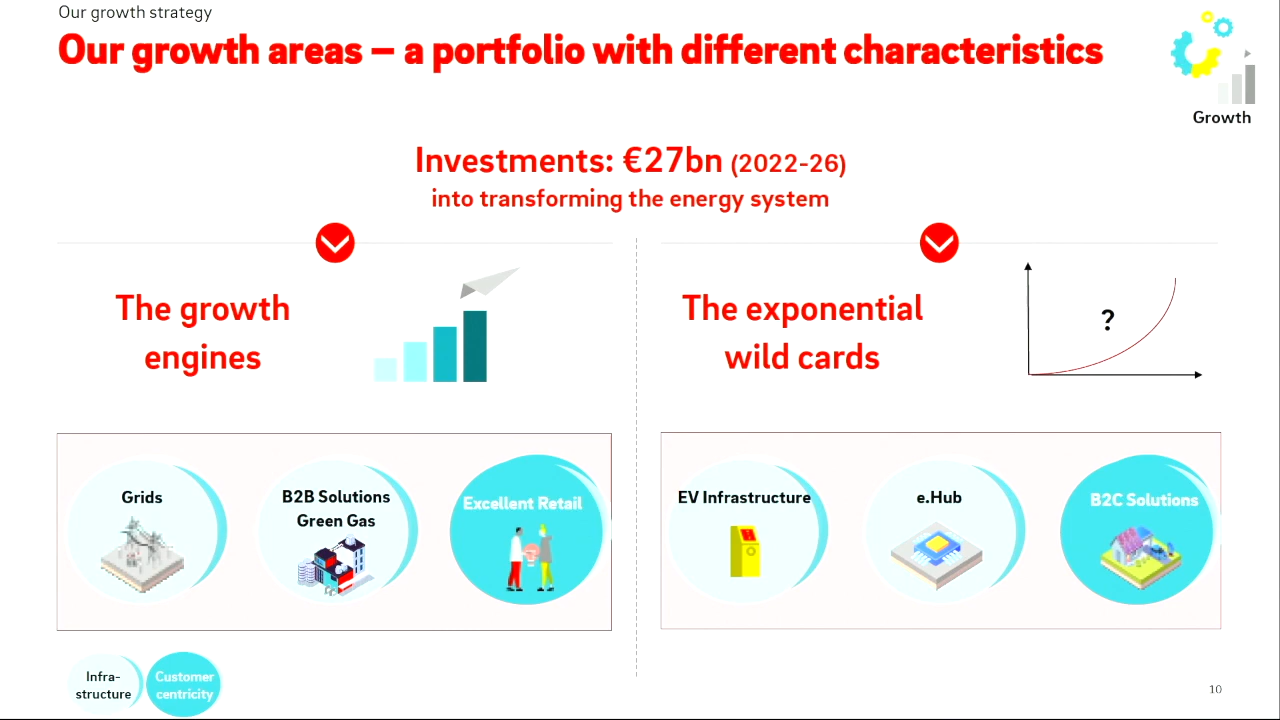 Our growth strategy
Our growth areas – a portfolio with different characteristics
Growth
Investments: €27bn (2022-26)
into transforming the energy system
The growth
engines
The exponential
wild cards
?
Grids
B2B Solutions
Green Gas
Excellent Retail
EV Infrastructure
e.Hub
B2C Solutions
Infra-
structure
Customer
centricity
10